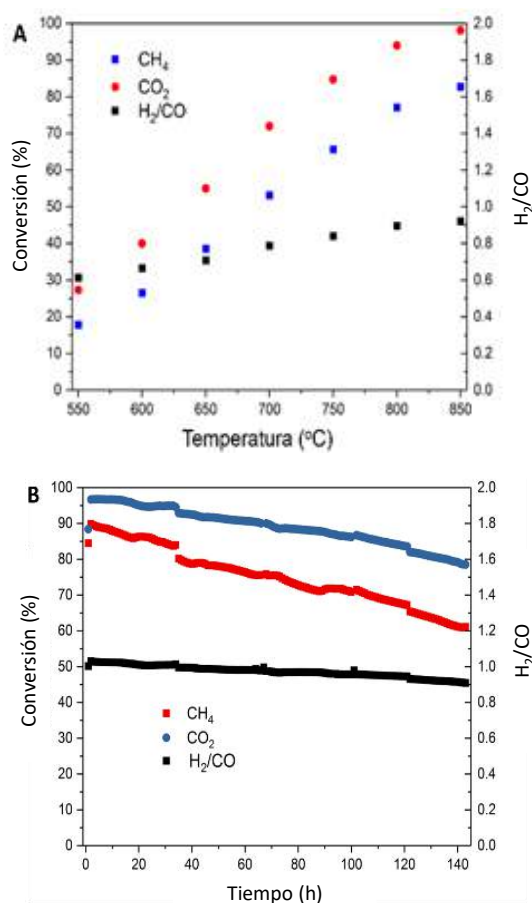 A
CH₄
CO₂
H₂/CO
Conversión (%)
100
90
80
70
60
50
40
30
20
10
0
2.0
1.8
1.6
1.4
1.2
1.0
0.8
0.6
0.4
0.2
0.0
H₂/CO
550 600 650 700 750 800 850
Temperatura (°C)
B
Conversión (%)
100
90
80
70
60
50
40
30
20
10
0
2.0
1.8
1.6
1.4
1.2
1.0
0.8
0.6
0.4
0.2
0.0
H₂/CO
CH₄
CO₂
H₂/CO
0 20 40 60 80 100 120 140
Tiempo (h)